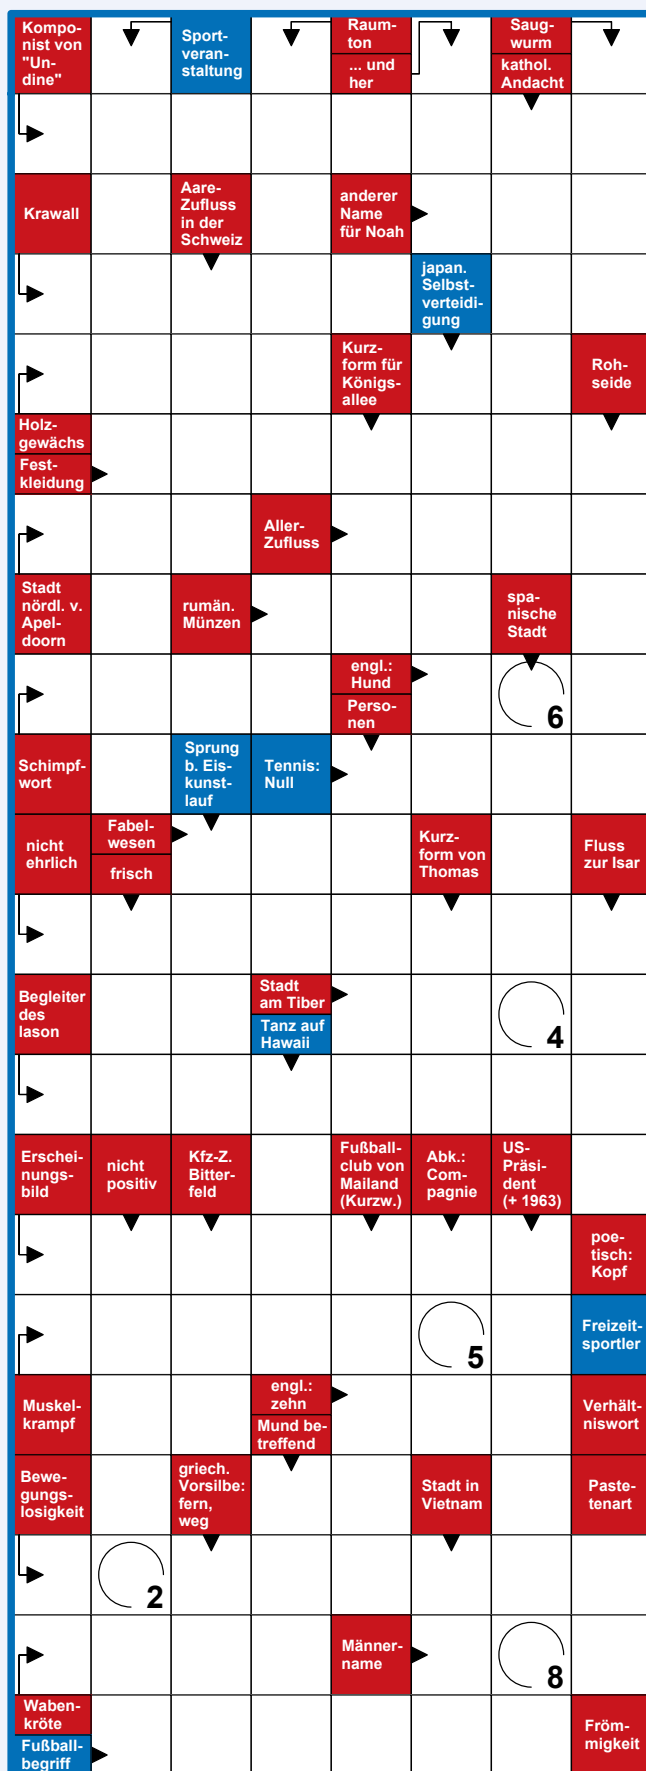 Kompo-
nist von
"Un-
dine"
Sport-
veran-
staltung
Raum-
ton
... und
her
Saug-
wurm
kathol.
Andacht
Krawall
Aare-
Zufluss
in der
Schweiz
anderer
Name
für Noah
japan.
Selbst-
verteidi-
gung
Kurz-
form für
Königs-
allee
Roh-
seide
Holz-
gewächs
Fest-
kleidung
Aller-
Zufluss
Stadt
nördl. v.
Apel-
doorn
rumän.
Münzen
spa-
nische
Stadt
engl.:
Hund
Perso-
nen
6
Schimpf-
wort
Sprung
b. Eis-
kunst-
lauf
Tennis:
Null
nicht
ehrlich
Fabel-
wesen
frisch
Kurz-
form von
Thomas
Fluss
zur Isar
Begleiter
des
Iason
Stadt
am Tiber
Tanz auf
Hawaii
4
Erschei-
nungs-
bild
nicht
positiv
Kfz-Z.
Bitter-
feld
Fußball-
club von
Mailand
(Kurzw.)
Abk.:
Com-
pagnie
US-
Präsi-
dent
(+ 1963)
poe-
tisch:
Kopf
5
Freizeit-
sportler
Muskel-
krampf
engl.:
zehn
Mund be-
treffend
Verhält-
niswort
Bewe-
gungs-
losigkeit
griech.
Vorsilbe:
fern,
weg
Stadt in
Vietnam
Paste-
tenart
2
Männer-
name
8
Waben-
kröte
Fußball-
begriff
Fröm-
migkeit